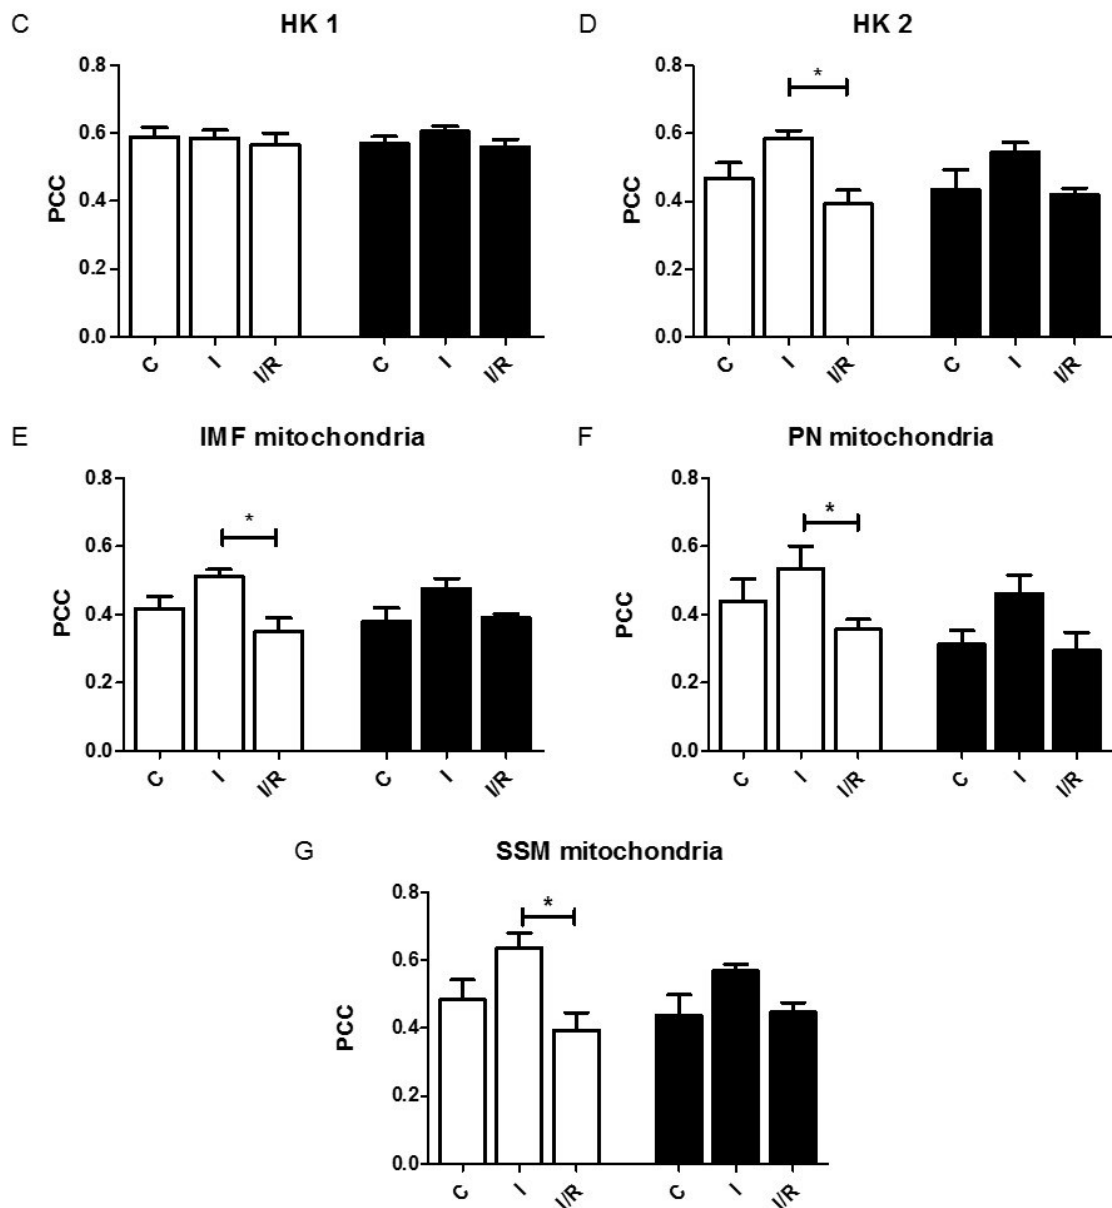 C HK 1
0.8
0.6
0.4
0.2
0.0
PCC
C I I/R C I I/R
D HK 2
0.8
0.6
0.4
0.2
0.0
PCC
*
C I I/R C I I/R
E IMF mitochondria
0.8
0.6
0.4
0.2
0.0
PCC
*
C I I/R C I I/R
F PN mitochondria
0.8
0.6
0.4
0.2
0.0
PCC
*
C I I/R C I I/R
G SSM mitochondria
0.8
0.6
0.4
0.2
0.0
PCC
*
C I I/R C I I/R